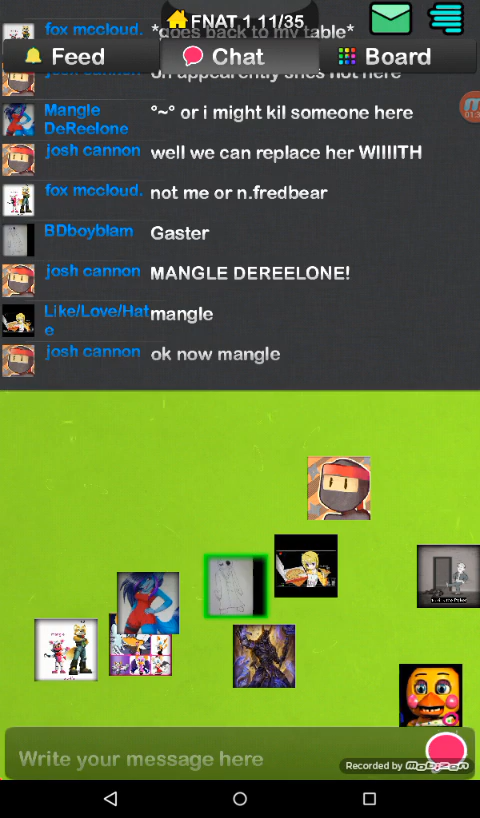 FNAT 1 11/35
fox mccloud. *goes back to my table*
Feed Chat Board
josh cannon
Mangle DeReelone °~° or i might kil someone here
josh cannon well we can replace her WIIIITH
fox mccloud. not me or n.fredbear
BDboyblam Gaster
josh cannon MANGLE DEREELONE!
Like/Love/Hate mangle
josh cannon ok now mangle
Write your message here
Recorded by Mobizen